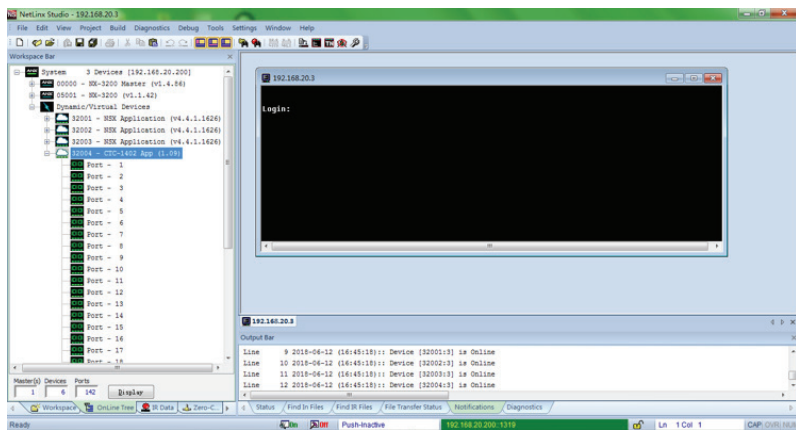 NetLinx Studio - 192.168.20.3
File Edit View Project Build Diagnostics Debug Tools Settings Window Help
Workspace Bar
System 3 Devices [192.168.20.200]
00000 - NX-3200 Master (v1.4.86)
05001 - NX-3200 (v1.1.42)
Dynamic/Virtual Devices
32001 - NSX Application (v4.4.1.1626)
32002 - NSX Application (v4.4.1.1626)
32003 - NSX Application (v4.4.1.1626)
32004 - CTC-1402 App (1.09)
Port - 1
Port - 2
Port - 3
Port - 4
Port - 5
Port - 6
Port - 7
Port - 8
Port - 9
Port - 10
Port - 11
Port - 12
Port - 13
Port - 14
Port - 15
Port - 16
Port - 17
Port - 18
Master(s) Devices Ports
1 6 142 Display
Workspace OnLine Tree IR Data Zero-C..
192.168.20.3
Login:
192.168.20.3
Output Bar
Line 9 2018-06-12 (16:45:18):: Device [32001:3] is Online
Line 10 2018-06-12 (16:45:18):: Device [32002:3] is Online
Line 11 2018-06-12 (16:45:18):: Device [32003:3] is Online
Line 12 2018-06-12 (16:45:18):: Device [32004:3] is Online
Status Find In Files Find IR Files File Transfer Status Notifications Diagnostics
Ready On Off Push-Inactive 192.168.20.200:1319 Ln 1 Col 1 CAP OVR NUM